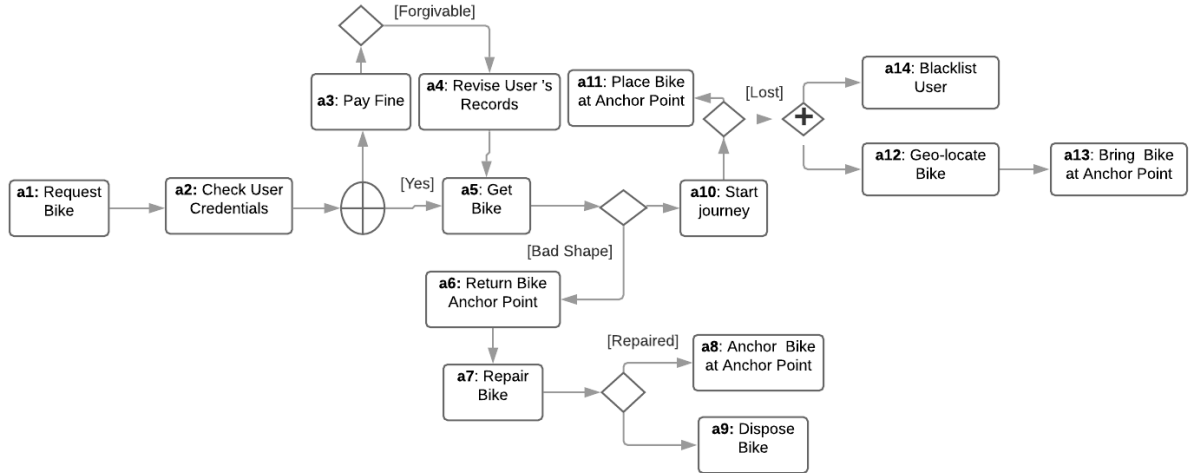 [Forgivable]
a3: Pay Fine
a4: Revise User 's
Records
a11: Place Bike
at Anchor Point
[Lost]
a14: Blacklist
User
a12: Geo-locate
Bike
a13: Bring  Bike
at Anchor Point
a1: Request
Bike
a2: Check User
Credentials
[Yes]
a5: Get
Bike
a10: Start
journey
[Bad Shape]
a6: Return Bike
Anchor Point
a7: Repair
Bike
[Repaired]
a8: Anchor  Bike
at Anchor Point
a9: Dispose
Bike